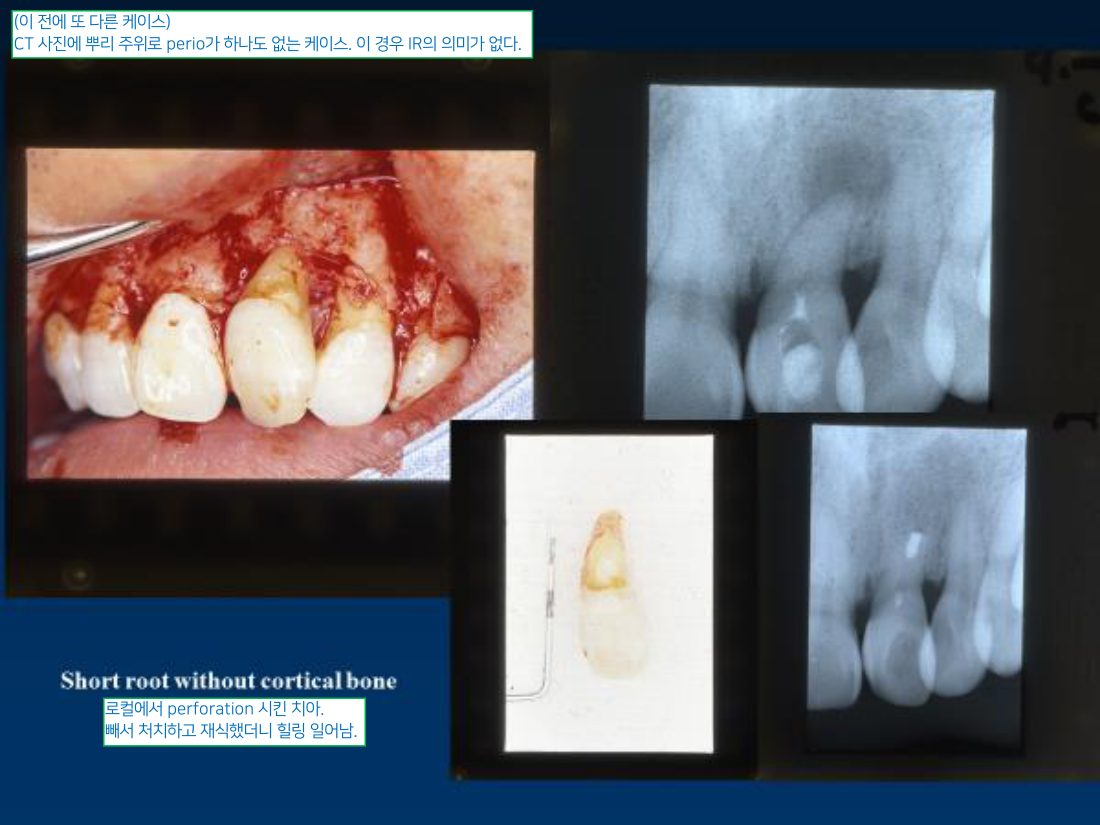 (이 전에 또 다른 케이스)
CT 사진에 뿌리 주위로 perio가 하나도 없는 케이스. 이 경우 IR의 의미가 없다.
Short root without cortical bone
로컬에서 perforation 시킨 치아.
빼서 처치하고 재식했더니 힐링 일어남.